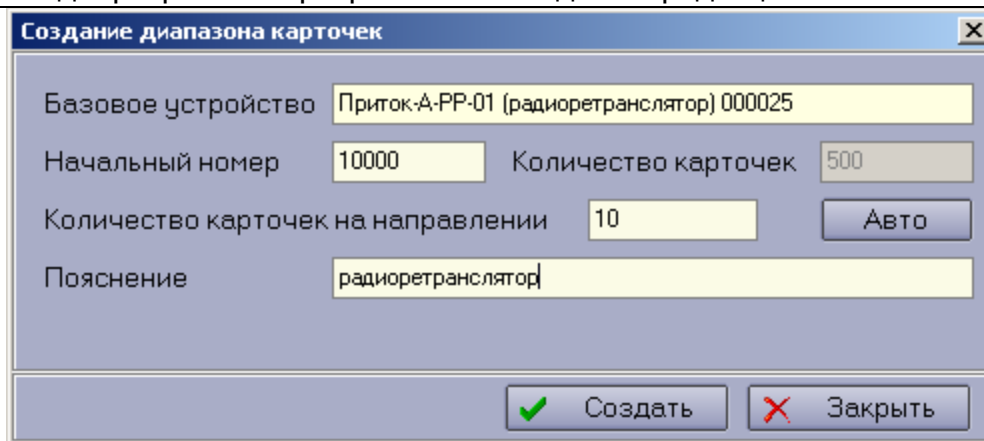 Создание диапазона карточек
Базовое устройство Приток-А-РР-01 (радиоретранслятор) 000025
Начальный номер 10000 Количество карточек 500
Количество карточек на направлении 10 Авто
Пояснение радиоретранслятор
Создать Закрыть